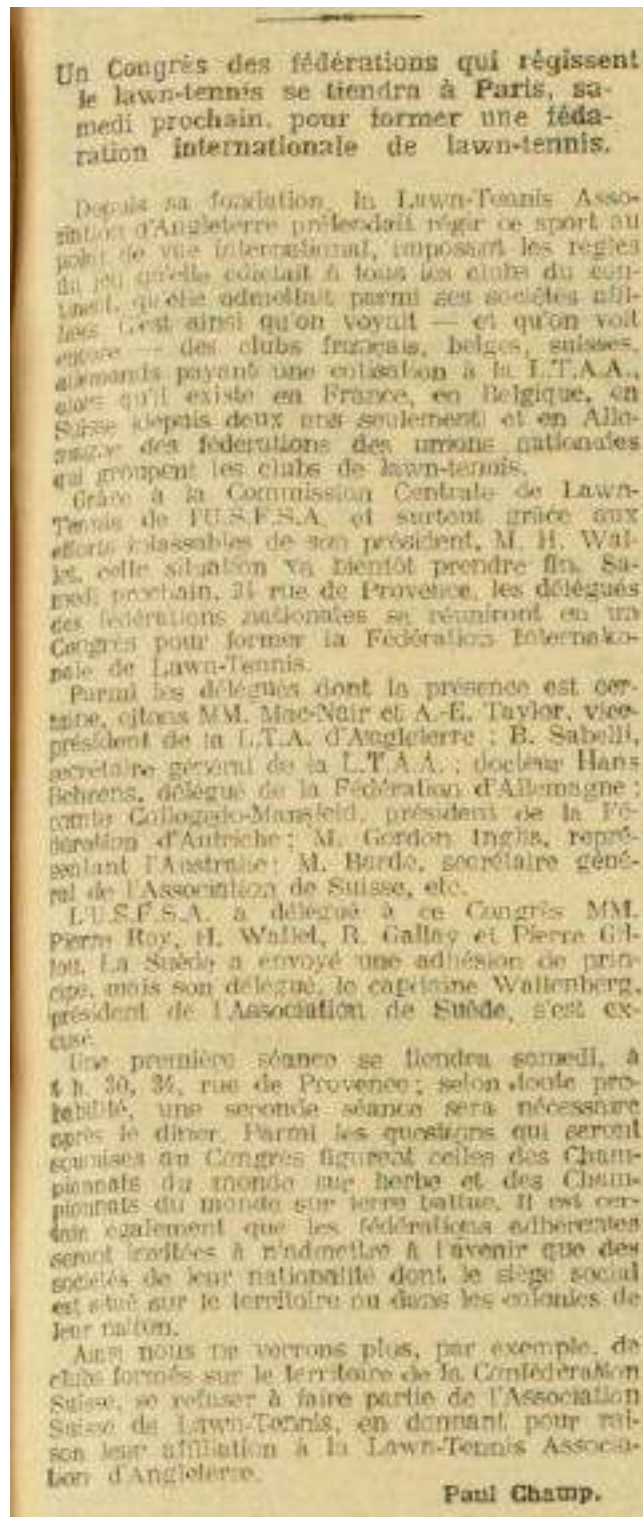 Un Congrès des fédérations qui régissent
le lawn-tennis se tiendra à Paris, sa-
medi prochain, pour former une féda-
ration internationale de lawn-tennis.
Depuis sa fondation, la Lawn-Tennis Asso-
ciation d'Angleterre prétendait régir ce sport au
point de vue international, imposant les règles
du jeu qu'elle édictait à tous les clubs du con-
tinent, qu'elle admettait parmi ses sociétés affi-
liées. C'est ainsi qu'on voyait — et qu'on voit
encore — des clubs français, belges, suisses,
allemands payant une cotisation à la L.T.A.A.,
alors qu'il existe en France, en Belgique, en
Suisse (depuis deux ans seulement) et en Alle-
magne des fédérations des unions nationales
qui groupent les clubs de lawn-tennis.
Grâce à la Commission Centrale de Lawn-
Tennis de l'U.S.F.S.A. et surtout grâce aux
efforts inlassables de son président, M. H. Wal-
let, cette situation va bientôt prendre fin. Sa-
medi prochain, 34 rue de Provence, les délégués
des fédérations nationales se réuniront en un
Congrès pour former la Fédération Internatio-
nale de Lawn-Tennis.
Parmi les délégués dont la présence est cer-
taine, citons MM. Mac-Nair et A.-E. Taylor, vice-
président de la L.T.A. d'Angleterre ; B. Sabelli,
secrétaire général de la L.T.A.A. ; docteur Hans
Behrens, délégué de la Fédération d'Allemagne ;
comte Colloredo-Mansfeld, président de la Fé-
dération d'Autriche ; M. Gordon Inglis, repré-
sentant l'Australie ; M. Barde, secrétaire géné-
ral de l'Association de Suisse, etc.
L'U.S.F.S.A. a délégué à ce Congrès MM.
Pierre Roy, H. Wallet, R. Gallay et Pierre Gil-
lou. La Suède a envoyé une adhésion de prin-
cipe, mais son délégué, le capitaine Wallenberg,
président de l'Association de Suède, s'est ex-
cusé.
Une première séance se tiendra samedi, à
4 h. 30, 34, rue de Provence ; selon toute pro-
babilité, une seconde séance sera nécessaire
après le dîner. Parmi les questions qui seront
soumises au Congrès figurent celles des Cham-
pionnats du monde sur herbe et des Cham-
pionnats du monde sur terre battue. Il est cer-
tain également que les fédérations adhérentes
seront invitées à n'admettre à l'avenir que des
sociétés de leur nationalité dont le siège social
est situé sur le territoire ou dans les colonies de
leur nation.
Ainsi nous ne verrons plus, par exemple, de
clubs formés sur le territoire de la Confédération
Suisse, se refuser à faire partie de l'Association
Suisse de Lawn-Tennis, en donnant pour rai-
son leur affiliation à la Lawn-Tennis Associa-
tion d'Angleterre.
Paul Champ.